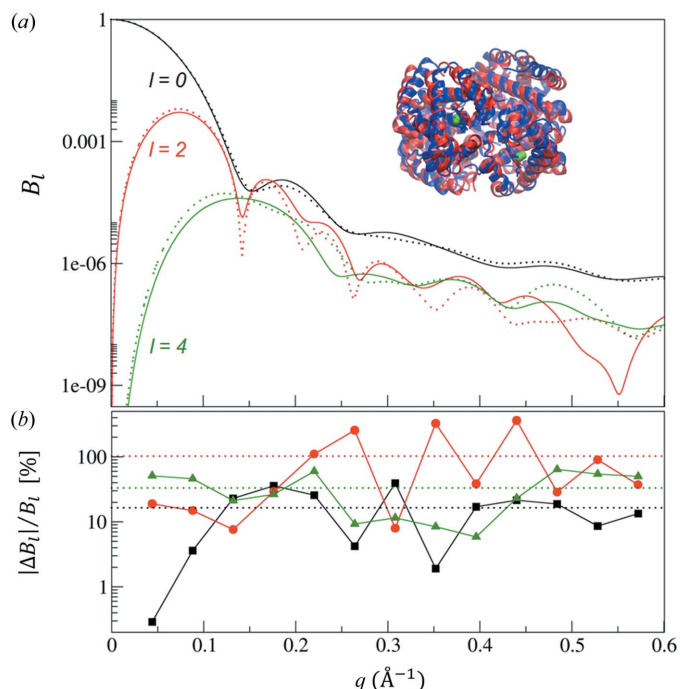 (a)
1
0.001
1e-06
1e-09
B_l
l = 0
l = 2
l = 4
(b)
100
10
1
|ΔB_l|/B_l [%]
0 0.1 0.2 0.3 0.4 0.5 0.6
q (Å⁻¹)